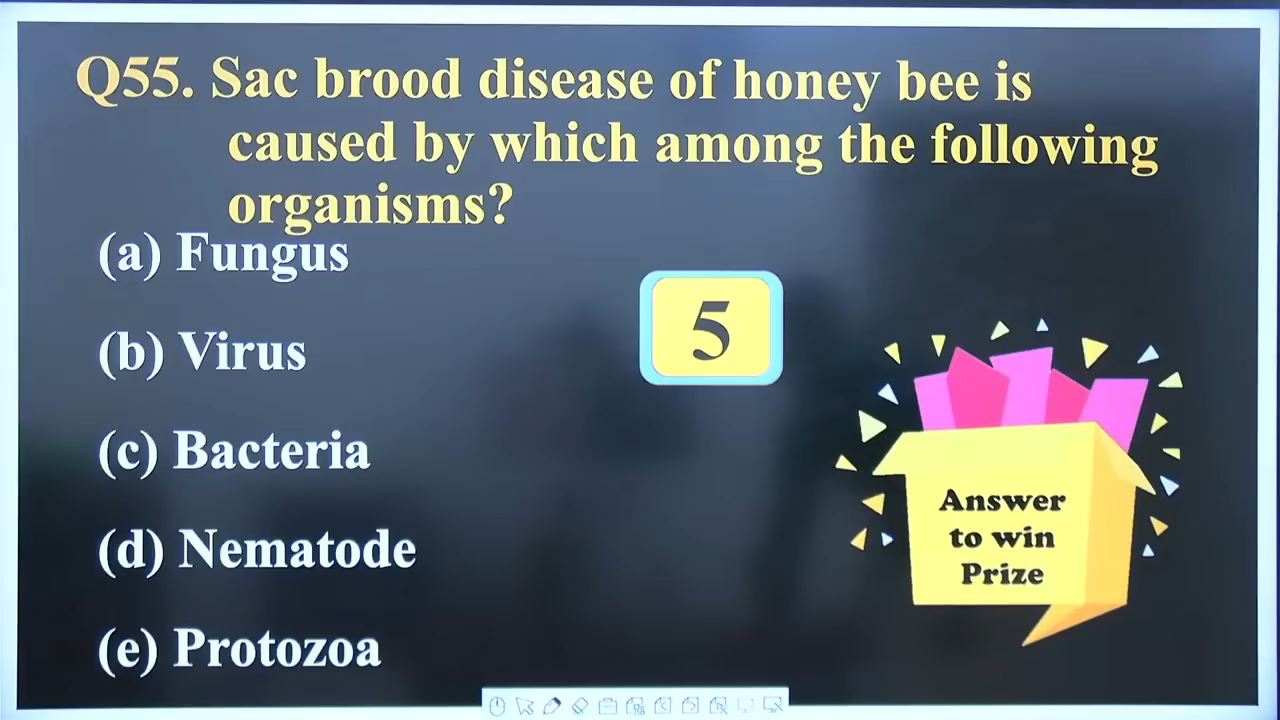 Q55. Sac brood disease of honey bee is
caused by which among the following
organisms?
(a) Fungus
5
(b) Virus
(c) Bacteria
(d) Nematode
(e) Protozoa
Answer
to win
Prize